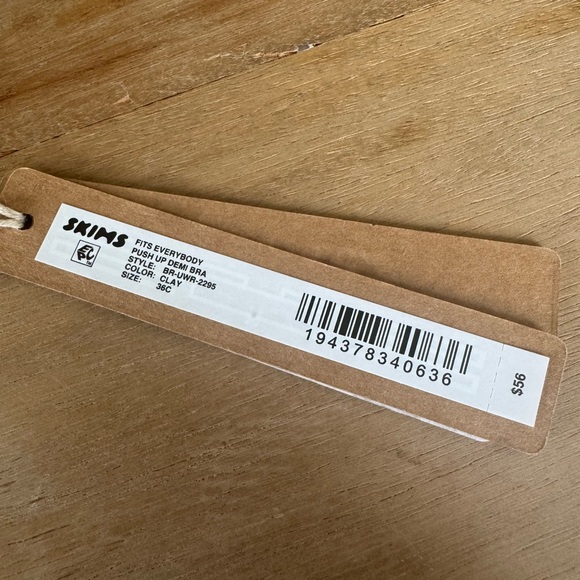 SKIMS
FITS EVERYBODY
PUSH UP DEMI BRA
STYLE: BR-UWR-2295
COLOR: CLAY
SIZE: 36C
194378340636
$56